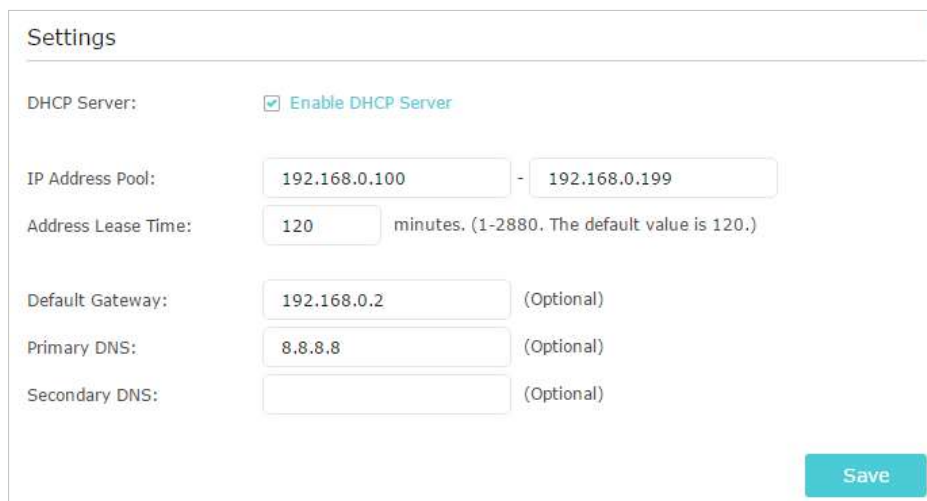 Settings
DHCP Server: Enable DHCP Server
IP Address Pool: 192.168.0.100 - 192.168.0.199
Address Lease Time: 120 minutes. (1-2880. The default value is 120.)
Default Gateway: 192.168.0.2 (Optional)
Primary DNS: 8.8.8.8 (Optional)
Secondary DNS: (Optional)
Save